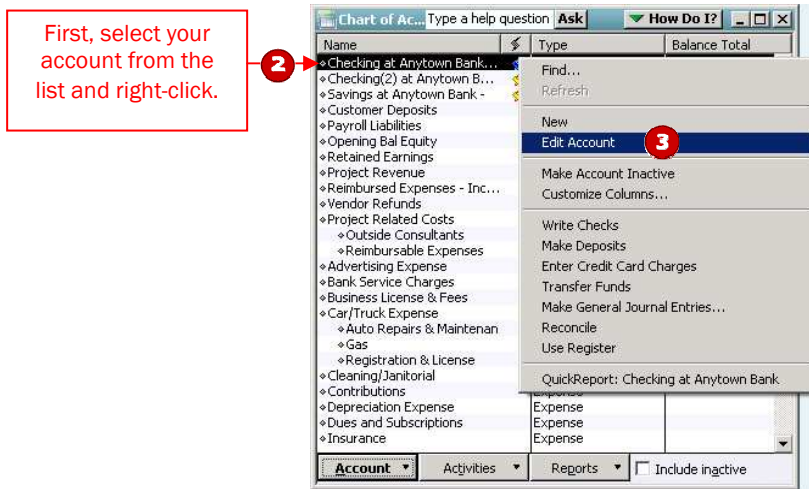 First, select your
account from the
list and right-click.
2
Chart of Ac... Type a help question Ask How Do I?
Name Type Balance Total
Checking at Anytown Bank...
Checking(2) at Anytown B...
Savings at Anytown Bank -
Customer Deposits
Payroll Liabilities
Opening Bal Equity
Retained Earnings
Project Revenue
Reimbursed Expenses - Inc...
Vendor Refunds
Project Related Costs
Outside Consultants
Reimbursable Expenses
Advertising Expense
Bank Service Charges
Business License & Fees
Car/Truck Expense
Auto Repairs & Maintenan
Gas
Registration & License
Cleaning/Janitorial
Contributions Expense
Depreciation Expense Expense
Dues and Subscriptions Expense
Insurance Expense
Find...
Refresh
New
Edit Account 3
Make Account Inactive
Customize Columns...
Write Checks
Make Deposits
Enter Credit Card Charges
Transfer Funds
Make General Journal Entries...
Reconcile
Use Register
QuickReport: Checking at Anytown Bank
Account Activities Reports Include inactive